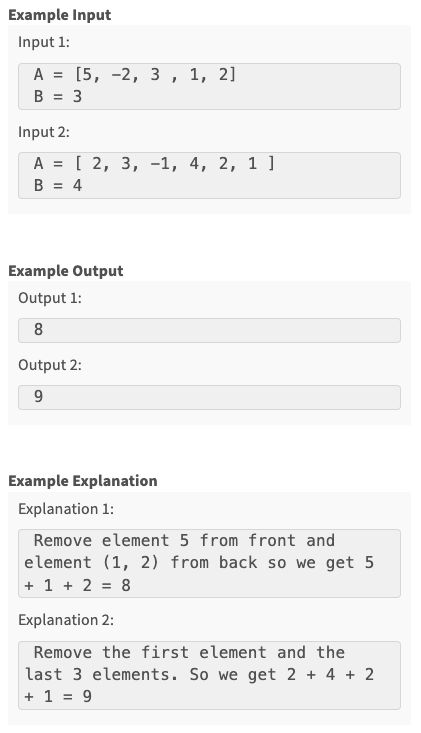 Example Input
Input 1:
A = [5, -2, 3 , 1, 2]
B = 3
Input 2:
A = [ 2, 3, -1, 4, 2, 1 ]
B = 4
Example Output
Output 1:
8
Output 2:
9
Example Explanation
Explanation 1:
Remove element 5 from front and
element (1, 2) from back so we get 5
+ 1 + 2 = 8
Explanation 2:
Remove the first element and the
last 3 elements. So we get 2 + 4 + 2
+ 1 = 9